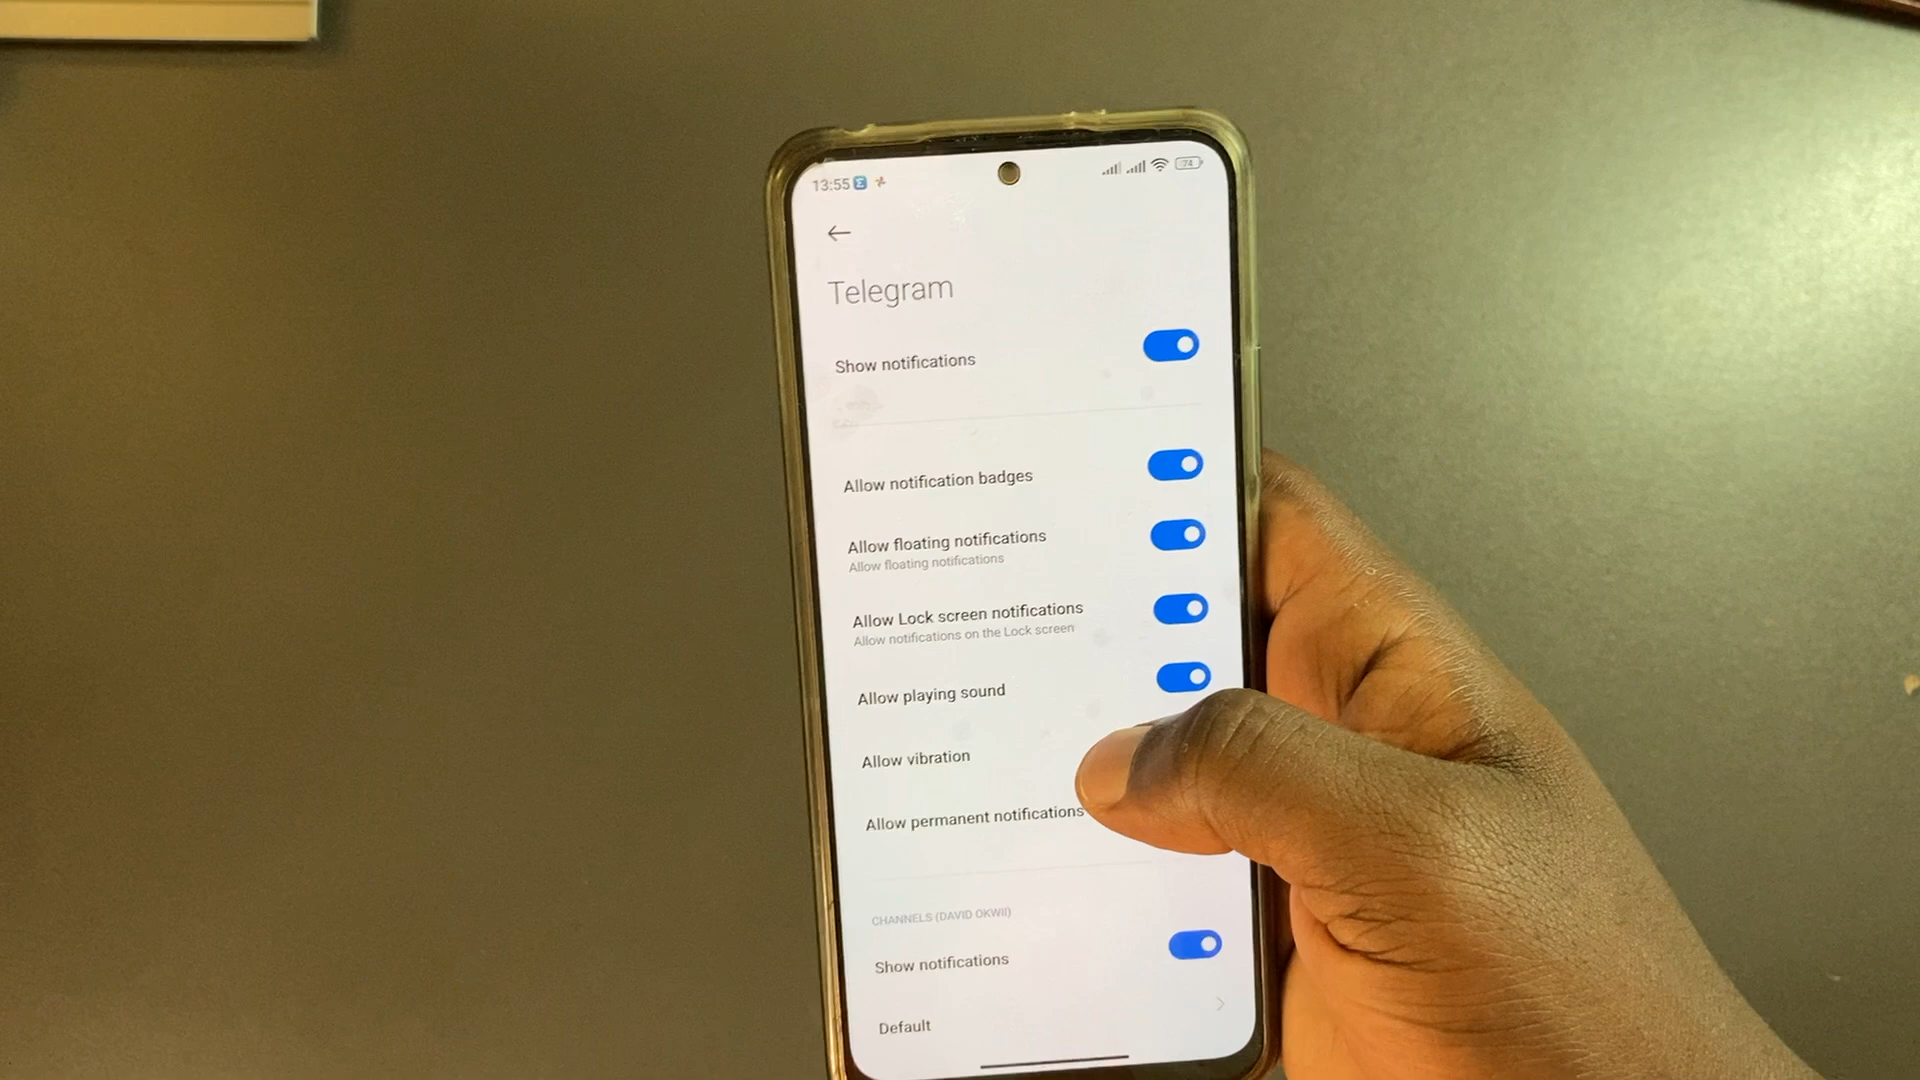 13:55
74
Telegram
Show notifications
Allow notification badges
Allow floating notifications
Allow floating notifications
Allow Lock screen notifications
Allow notifications on the Lock screen
Allow playing sound
Allow vibration
Allow permanent notifications
CHANNELS (DAVID OKWII)
Show notifications
Default